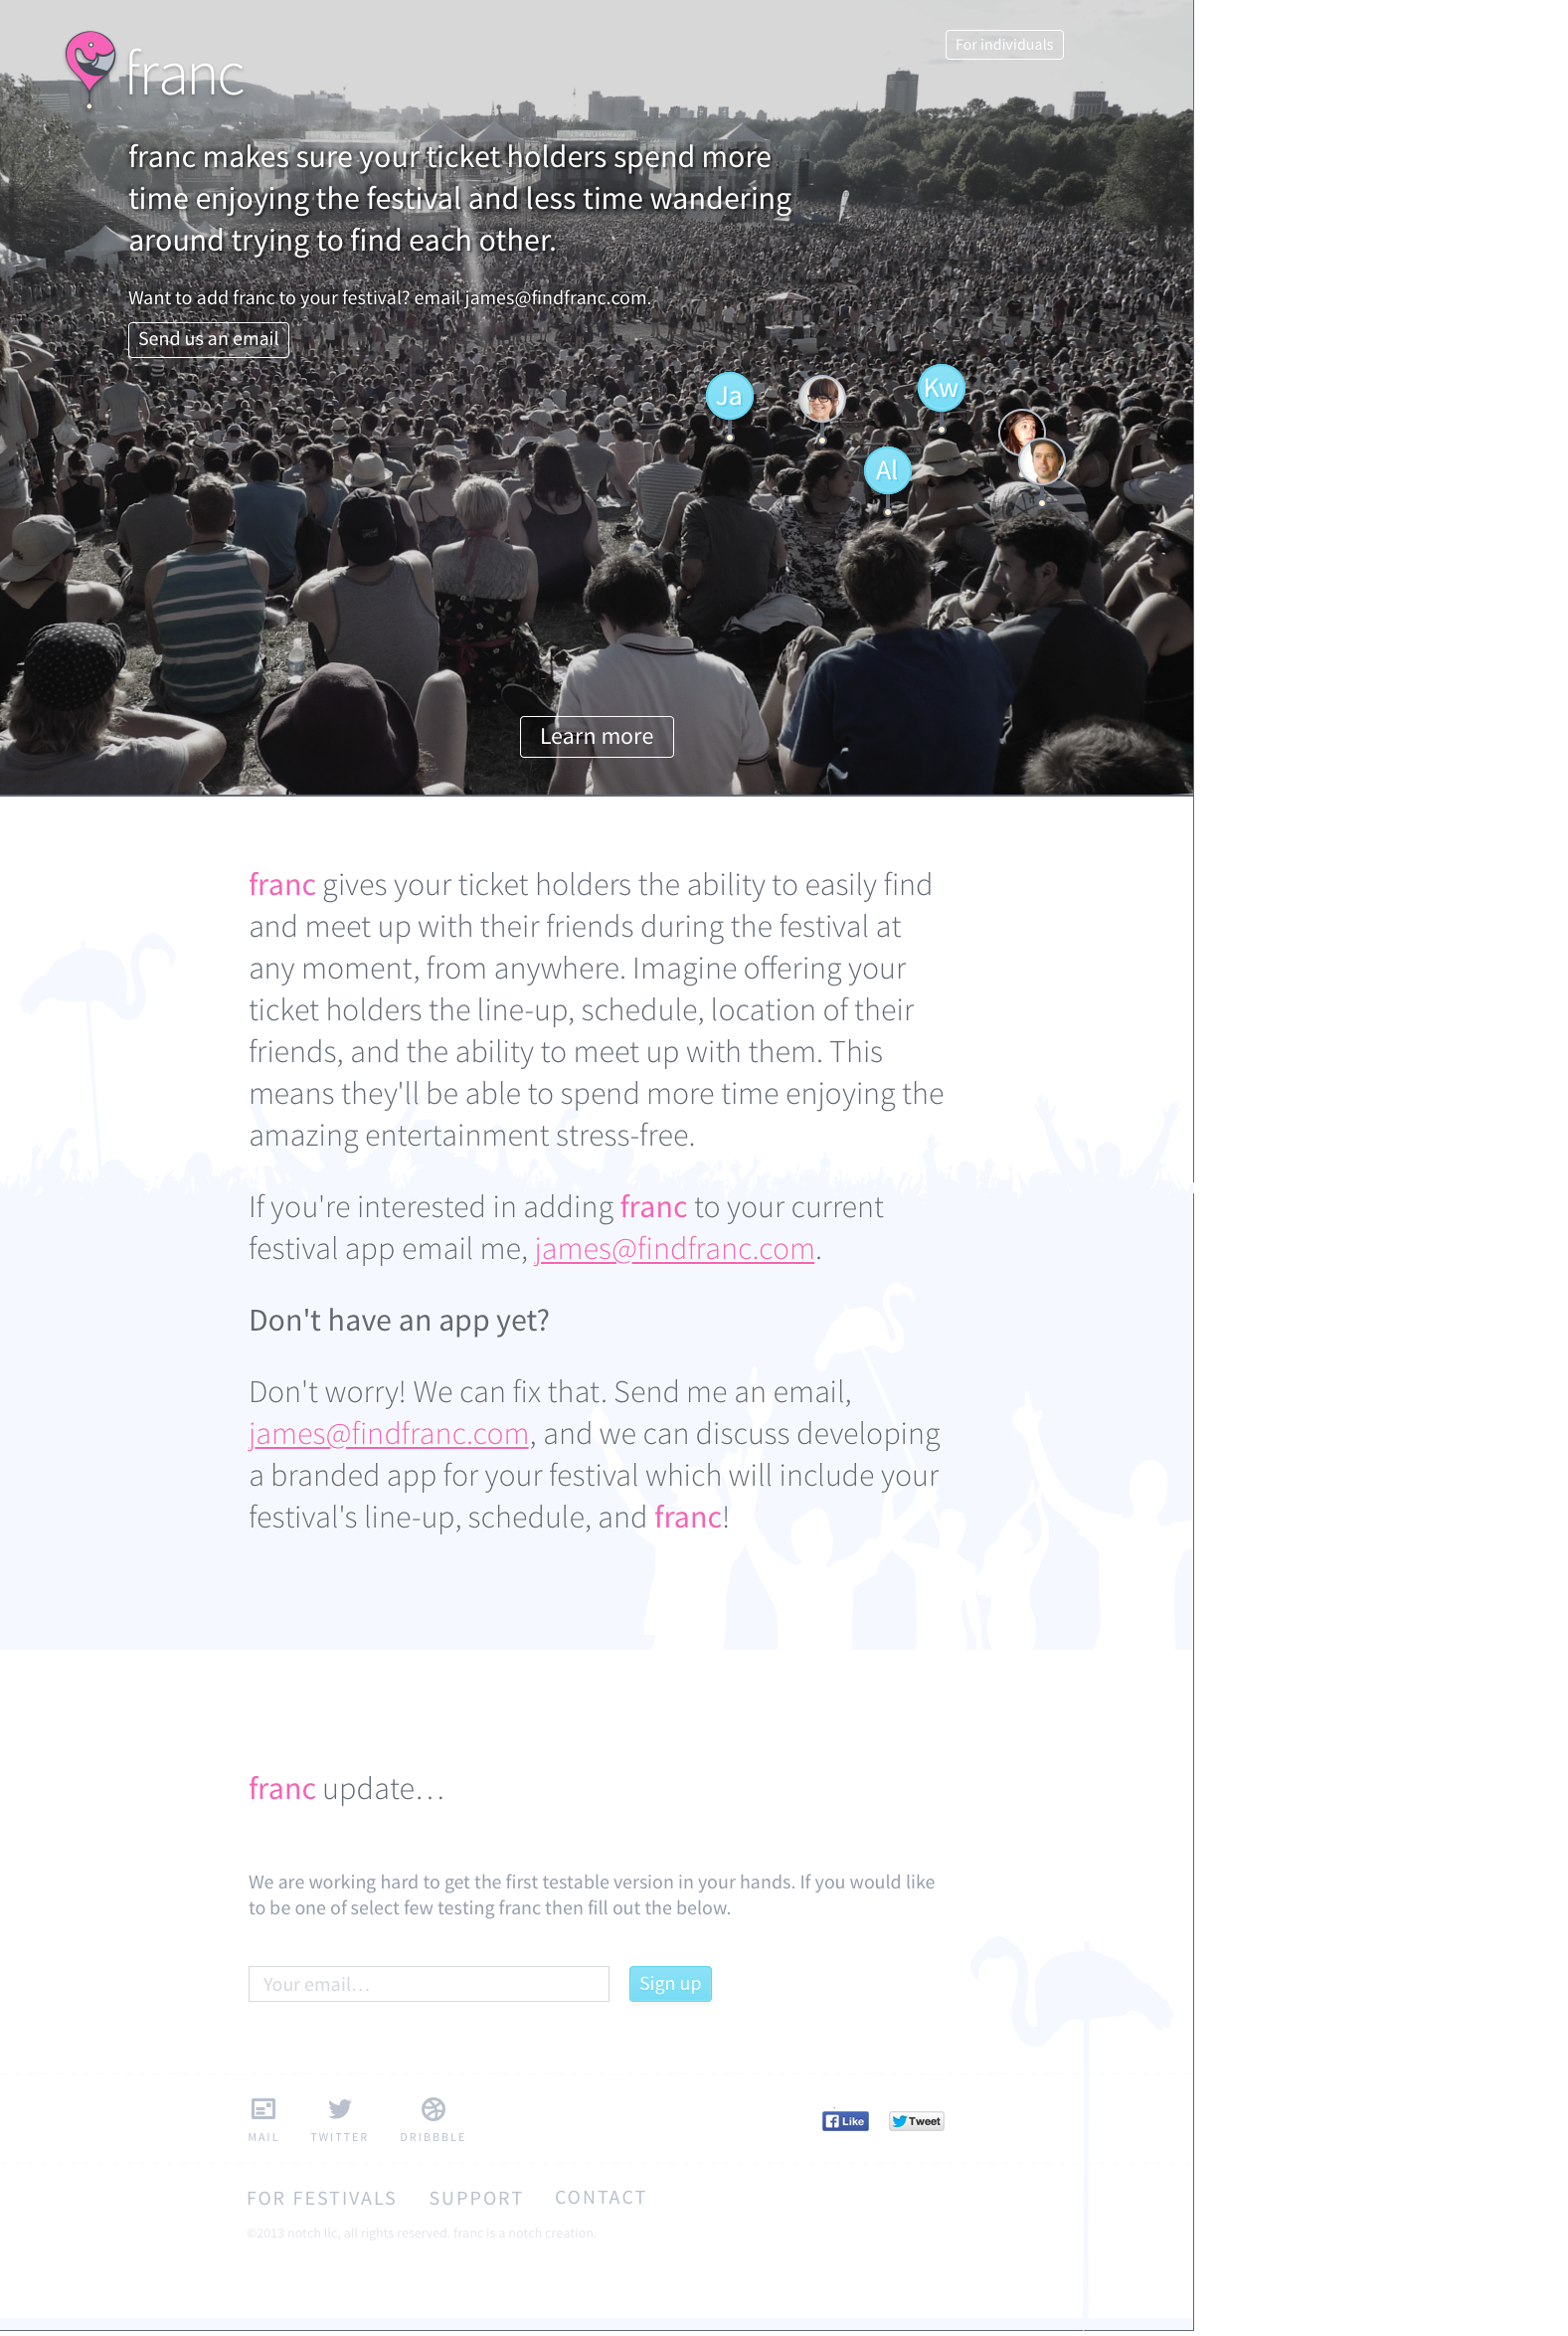 franc
For individuals
franc makes sure your ticket holders spend more
time enjoying the festival and less time wandering
around trying to find each other.
Want to add franc to your festival? email james@findfranc.com.
Send us an email
Ja
Kw
Al
Learn more
franc gives your ticket holders the ability to easily find
and meet up with their friends during the festival at
any moment, from anywhere. Imagine offering your
ticket holders the line-up, schedule, location of their
friends, and the ability to meet up with them. This
means they'll be able to spend more time enjoying the
amazing entertainment stress-free.
If you're interested in adding franc to your current
festival app email me, james@findfranc.com.
Don't have an app yet?
Don't worry! We can fix that. Send me an email,
james@findfranc.com, and we can discuss developing
a branded app for your festival which will include your
festival's line-up, schedule, and franc!
franc update…
We are working hard to get the first testable version in your hands. If you would like
to be one of select few testing franc then fill out the below.
Your email…
Sign up
MAIL
TWITTER
DRIBBBLE
Like
Tweet
FOR FESTIVALS
SUPPORT
CONTACT
©2013 notch llc, all rights reserved. franc is a notch creation.